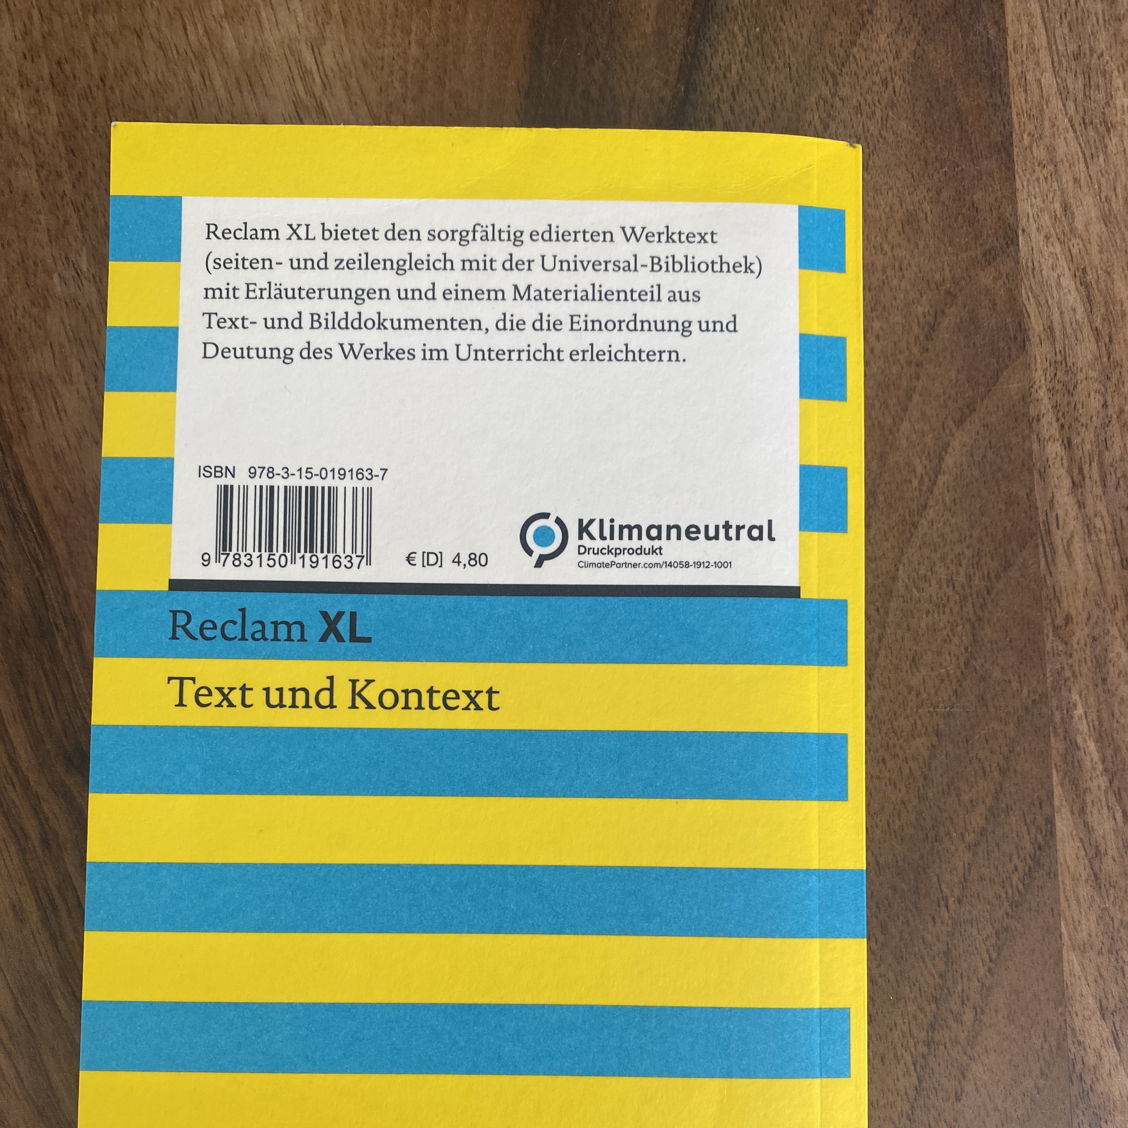 Reclam XL bietet den sorgfältig edierten Werktext
(seiten- und zeilengleich mit der Universal-Bibliothek)
mit Erläuterungen und einem Materialienteil aus
Text- und Bilddokumenten, die die Einordnung und
Deutung des Werkes im Unterricht erleichtern.
ISBN 978-3-15-019163-7
9 783150 191637
€ [D] 4,80
Klimaneutral
Druckprodukt
ClimatePartner.com/14058-1912-1001
Reclam XL
Text und Kontext